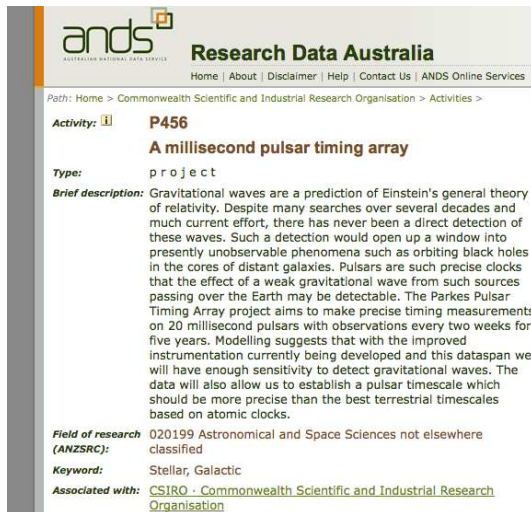 ands
AUSTRALIAN NATIONAL DATA SERVICE
Research Data Australia
Home | About | Disclaimer | Help | Contact Us | ANDS Online Services
Path: Home > Commonwealth Scientific and Industrial Research Organisation > Activities >
Activity: i P456
A millisecond pulsar timing array
Type: project
Brief description: Gravitational waves are a prediction of Einstein's general theory
of relativity. Despite many searches over several decades and
much current effort, there has never been a direct detection of
these waves. Such a detection would open up a window into
presently unobservable phenomena such as orbiting black holes
in the cores of distant galaxies. Pulsars are such precise clocks
that the effect of a weak gravitational wave from such sources
passing over the Earth may be detectable. The Parkes Pulsar
Timing Array project aims to make precise timing measurements
on 20 millisecond pulsars with observations every two weeks for
five years. Modelling suggests that with the improved
instrumentation currently being developed and this dataspan we
will have enough sensitivity to detect gravitational waves. The
data will also allow us to establish a pulsar timescale which
should be more precise than the best terrestrial timescales
based on atomic clocks.
Field of research 020199 Astronomical and Space Sciences not elsewhere
(ANZSRC): classified
Keyword: Stellar, Galactic
Associated with: CSIRO · Commonwealth Scientific and Industrial Research
Organisation